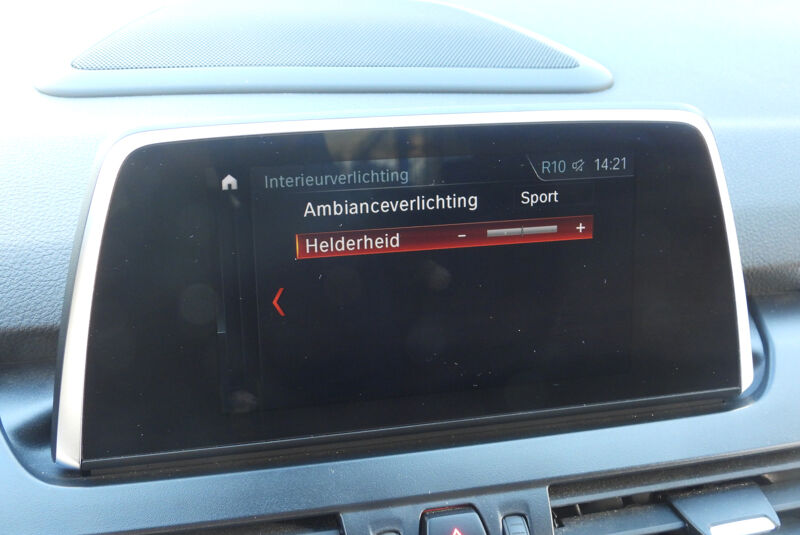 Interieurverlichting R10 14:21
Ambianceverlichting Sport
Helderheid - +